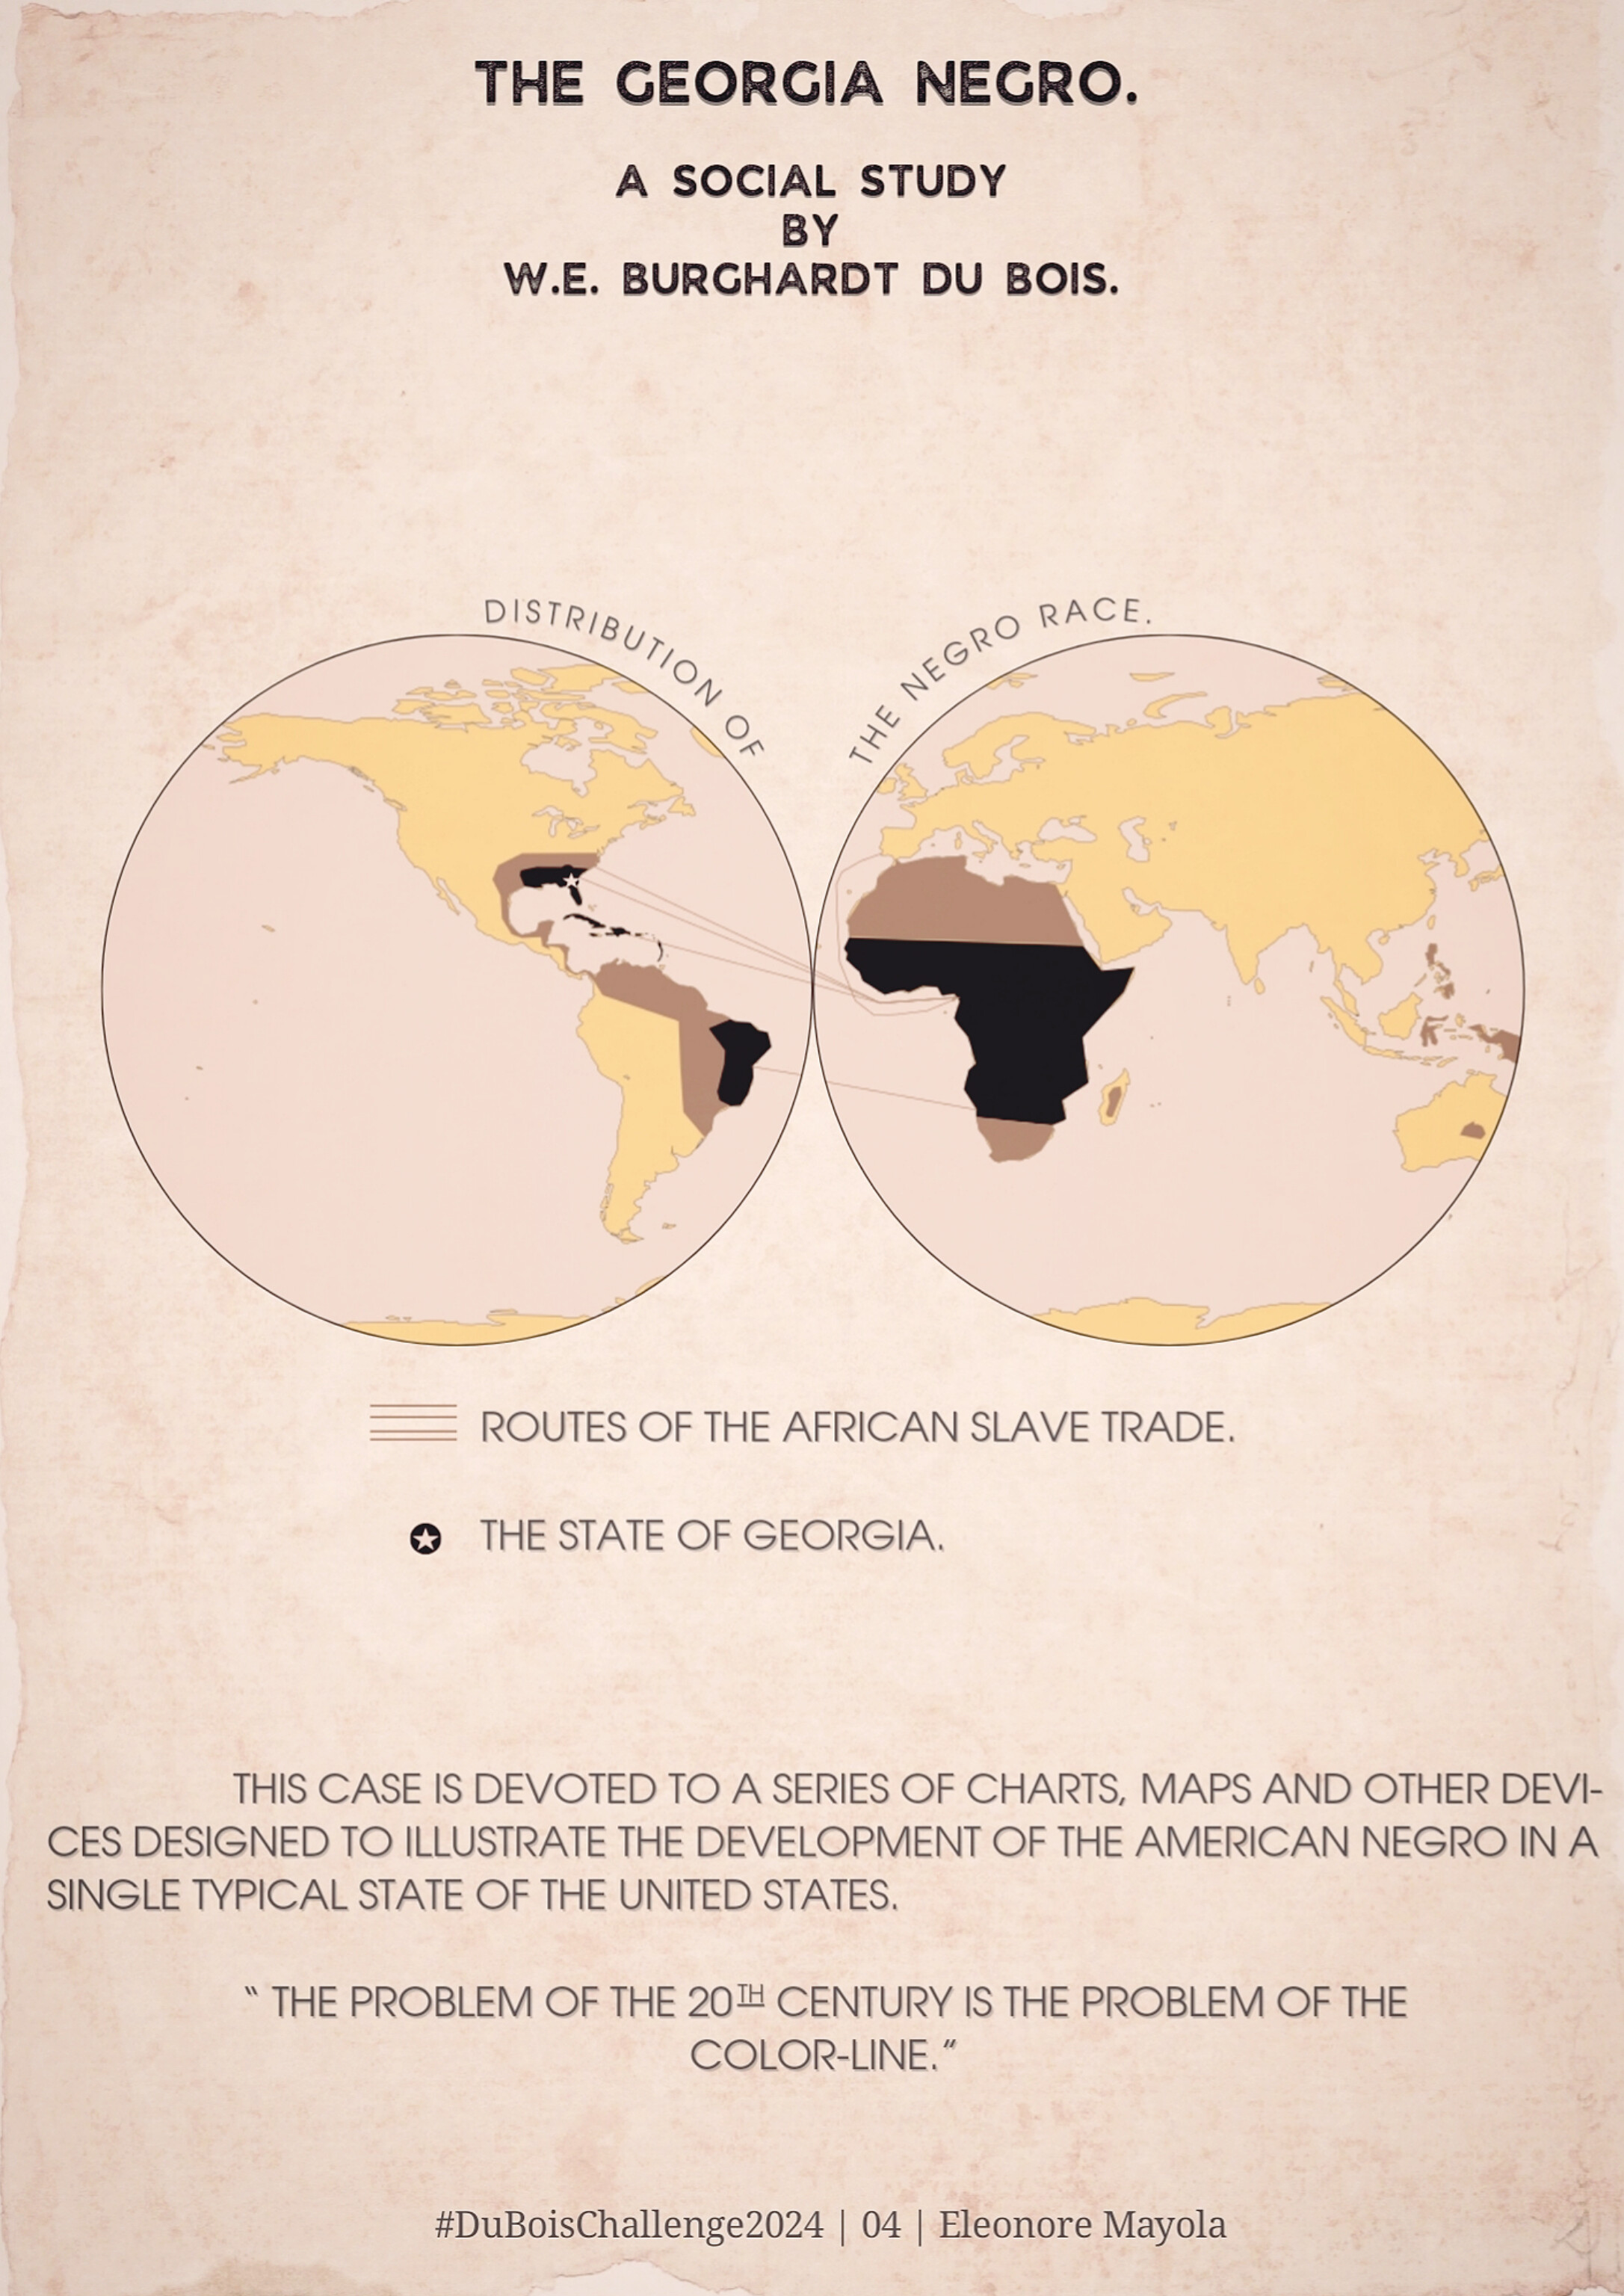 THE GEORGIA NEGRO.
A SOCIAL STUDY
BY
W.E. BURGHARDT DU BOIS.
DISTRIBUTION OF
THE NEGRO RACE.
ROUTES OF THE AFRICAN SLAVE TRADE.
THE STATE OF GEORGIA.
THIS CASE IS DEVOTED TO A SERIES OF CHARTS, MAPS AND OTHER DEVI-
CES DESIGNED TO ILLUSTRATE THE DEVELOPMENT OF THE AMERICAN NEGRO IN A
SINGLE TYPICAL STATE OF THE UNITED STATES.
“ THE PROBLEM OF THE 20TH CENTURY IS THE PROBLEM OF THE
COLOR-LINE.”
#DuBoisChallenge2024 | 04 | Eleonore Mayola